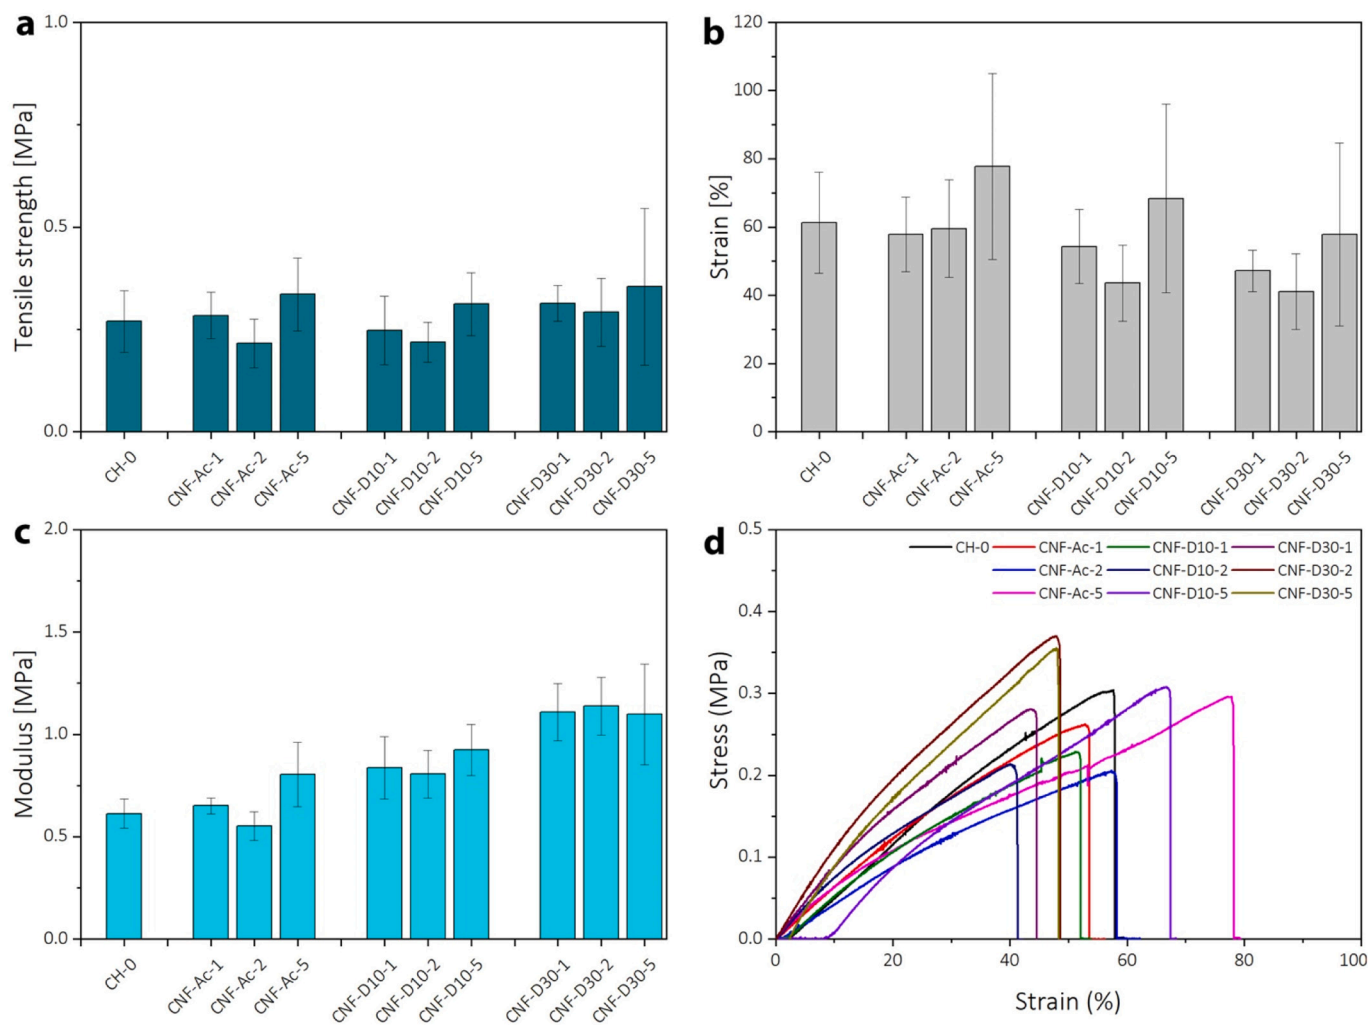 a
1.0
0.5
0.0
Tensile strength [MPa]
CH-0
CNF-Ac-1
CNF-Ac-2
CNF-Ac-5
CNF-D10-1
CNF-D10-2
CNF-D10-5
CNF-D30-1
CNF-D30-2
CNF-D30-5
b
120
100
80
60
40
20
0
Strain [%]
CH-0
CNF-Ac-1
CNF-Ac-2
CNF-Ac-5
CNF-D10-1
CNF-D10-2
CNF-D10-5
CNF-D30-1
CNF-D30-2
CNF-D30-5
c
2.0
1.5
1.0
0.5
0.0
Modulus [MPa]
CH-0
CNF-Ac-1
CNF-Ac-2
CNF-Ac-5
CNF-D10-1
CNF-D10-2
CNF-D10-5
CNF-D30-1
CNF-D30-2
CNF-D30-5
d
0.5
0.4
0.3
0.2
0.1
0.0
Stress (MPa)
CH-0 CNF-Ac-1 CNF-D10-1 CNF-D30-1
CNF-Ac-2 CNF-D10-2 CNF-D30-2
CNF-Ac-5 CNF-D10-5 CNF-D30-5
0 20 40 60 80 100
Strain (%)